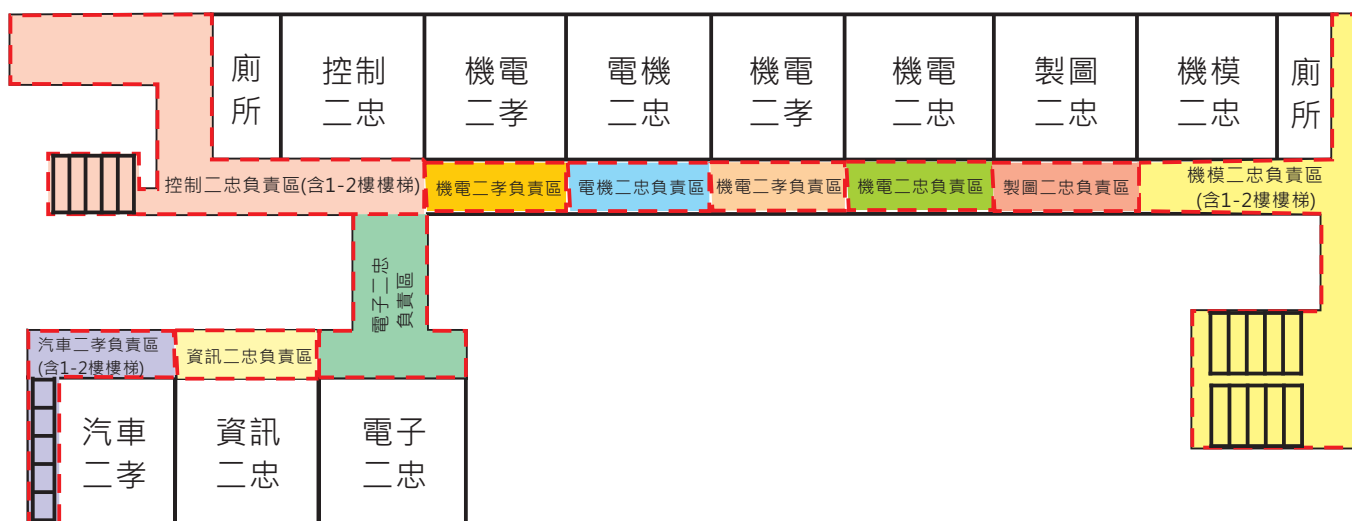 廁所
控制
二忠
機電
二孝
電機
二忠
機電
二孝
機電
二忠
製圖
二忠
機模
二忠
廁所
控制二忠負責區(含1-2樓樓梯)
機電二孝負責區
電機二忠負責區
機電二孝負責區
機電二忠負責區
製圖二忠負責區
機模二忠負責區
(含1-2樓樓梯)
電子二忠
負責區
汽車二孝負責區
(含1-2樓樓梯)
資訊二忠負責區
汽車
二孝
資訊
二忠
電子
二忠